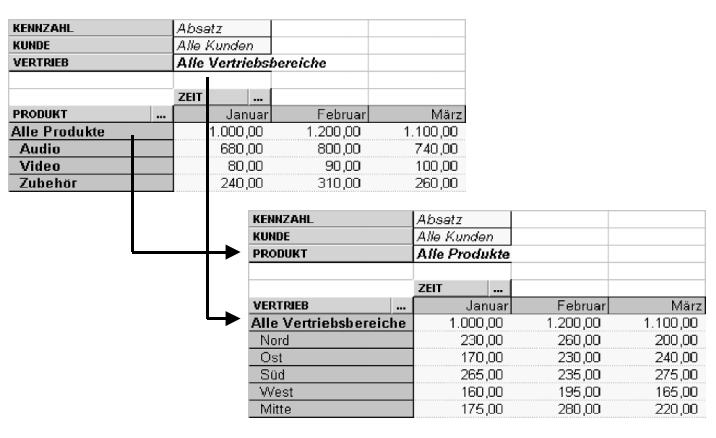 KENNZAHL Absatz
KUNDE Alle Kunden
VERTRIEB Alle Vertriebsbereiche
ZEIT ...
PRODUKT ... Januar Februar März
Alle Produkte 1.000,00 1.200,00 1.100,00
Audio 680,00 800,00 740,00
Video 80,00 90,00 100,00
Zubehör 240,00 310,00 260,00
KENNZAHL Absatz
KUNDE Alle Kunden
PRODUKT Alle Produkte
ZEIT ...
VERTRIEB ... Januar Februar März
Alle Vertriebsbereiche 1.000,00 1.200,00 1.100,00
Nord 230,00 260,00 200,00
Ost 170,00 230,00 240,00
Süd 265,00 235,00 275,00
West 160,00 195,00 165,00
Mitte 175,00 280,00 220,00